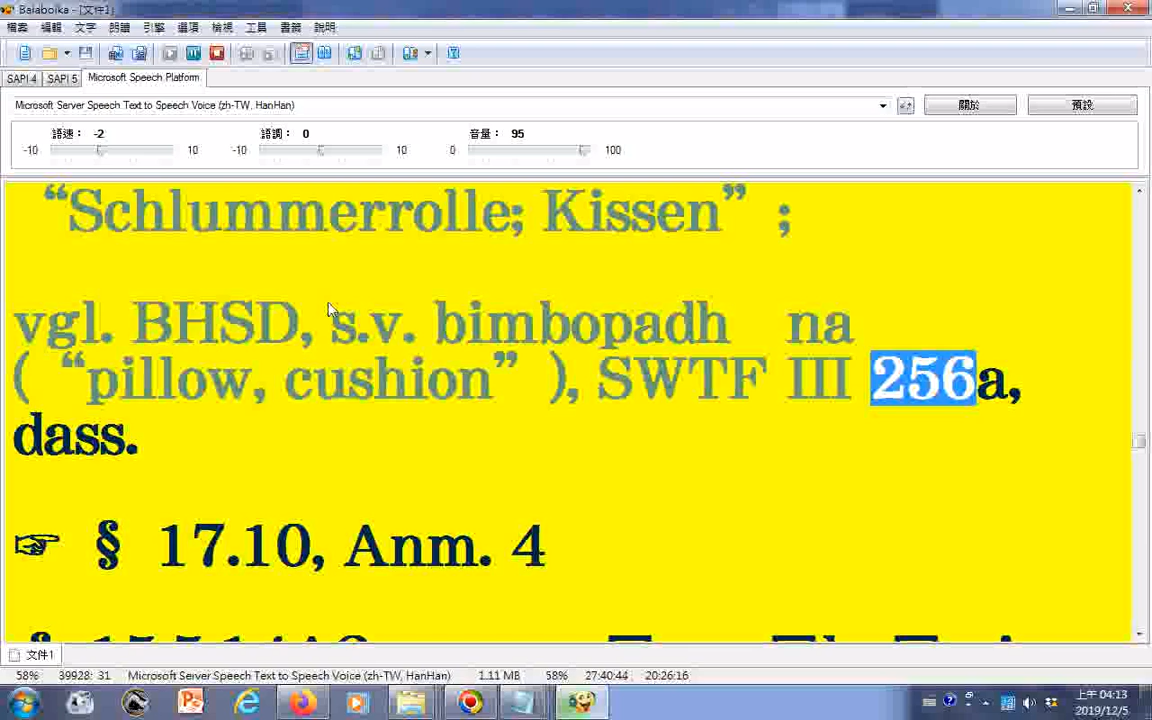 Balabolka - [文件1]
檔案 編輯 文字 朗讀 引擎 選項 檢視 工具 書籤 說明
SAPI 4 SAPI 5 Microsoft Speech Platform
Microsoft Server Speech Text to Speech Voice (zh-TW, HanHan) 關於 預設
語速： -2 語調： 0 音量： 95
-10 10 -10 10 0 100
“Schlummerrolle; Kissen” ;
vgl. BHSD, s.v. bimbopadh na
( “pillow, cushion” ), SWTF III 256a,
dass.
☞ § 17.10, Anm. 4
文件1
58% 39928: 31 Microsoft Server Speech Text to Speech Voice (zh-TW, HanHan) 1.11 MB 58% 27:40:44 20:26:16
上午 04:13
2019/12/5